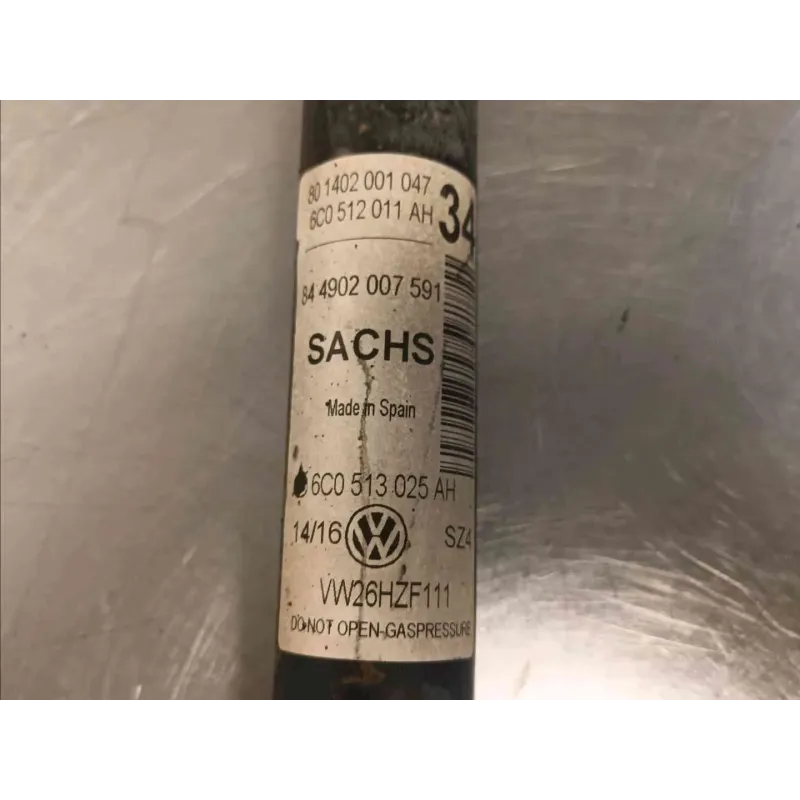 80 1402 001 047
6C0 512 011 AH
34
84 4902 007 591
SACHS
Made in Spain
6C0 513 025 AH
14/16 VW SZ4
VW26HZF111
DO NOT OPEN-GASPRESSURE